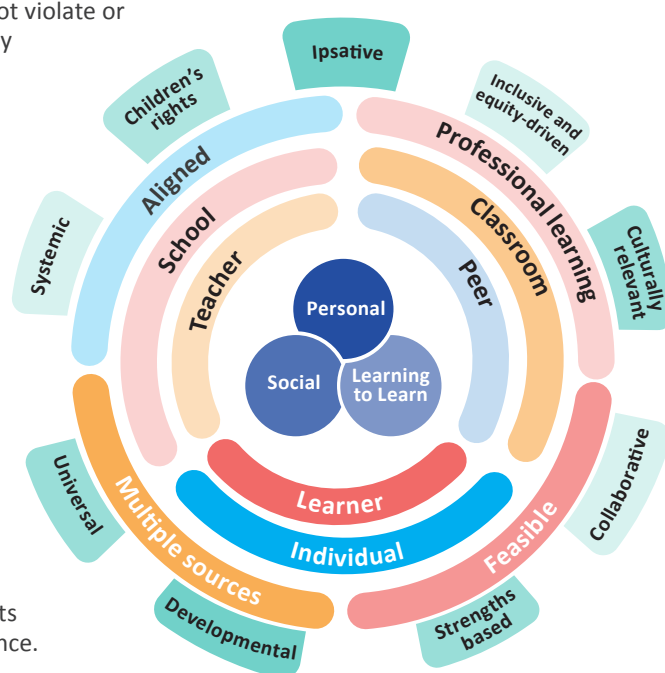 ot violate or
y
Ipsative
Children's
rights
Inclusive and
equity-driven
Aligned
Professional learning
Systemic
School
Classroom
Culturally
relevant
Teacher
Peer
Personal
Social
Learning
to Learn
Learner
Individual
Multiple sources
Feasible
Universal
Collaborative
Developmental
Strengths
based
ts
nce.